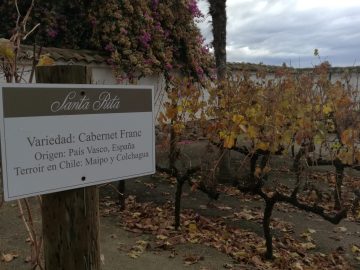 Santa Rita
Variedad: Cabernet Franc
Origen: País Vasco, España
Terroir en Chile: Maipo y Colchagua